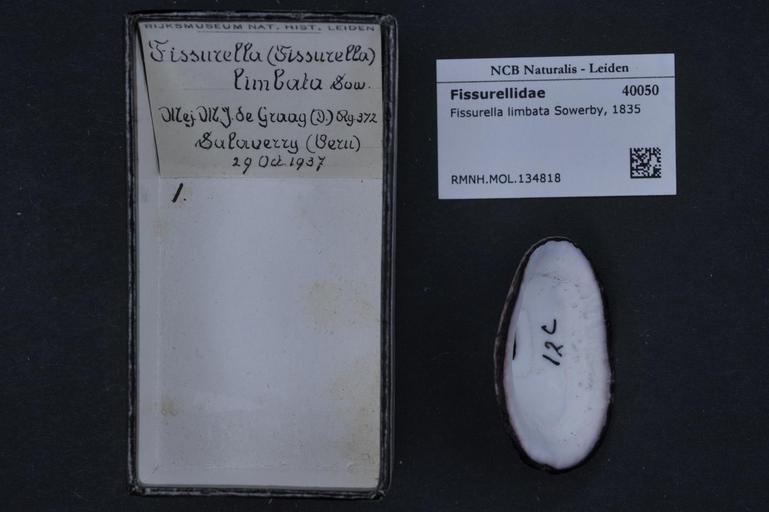 RIJKSMUSEUM NAT. HIST. LEIDEN
Fissurella (Fissurella)
limbata Sow.
Mej. M.J. de Graag (D.) Rg 372
Salaverry (Peru)
29 Oct. 1937
1.
NCB Naturalis - Leiden
Fissurellidae 40050
Fissurella limbata Sowerby, 1835
RMNH.MOL.134818
12c